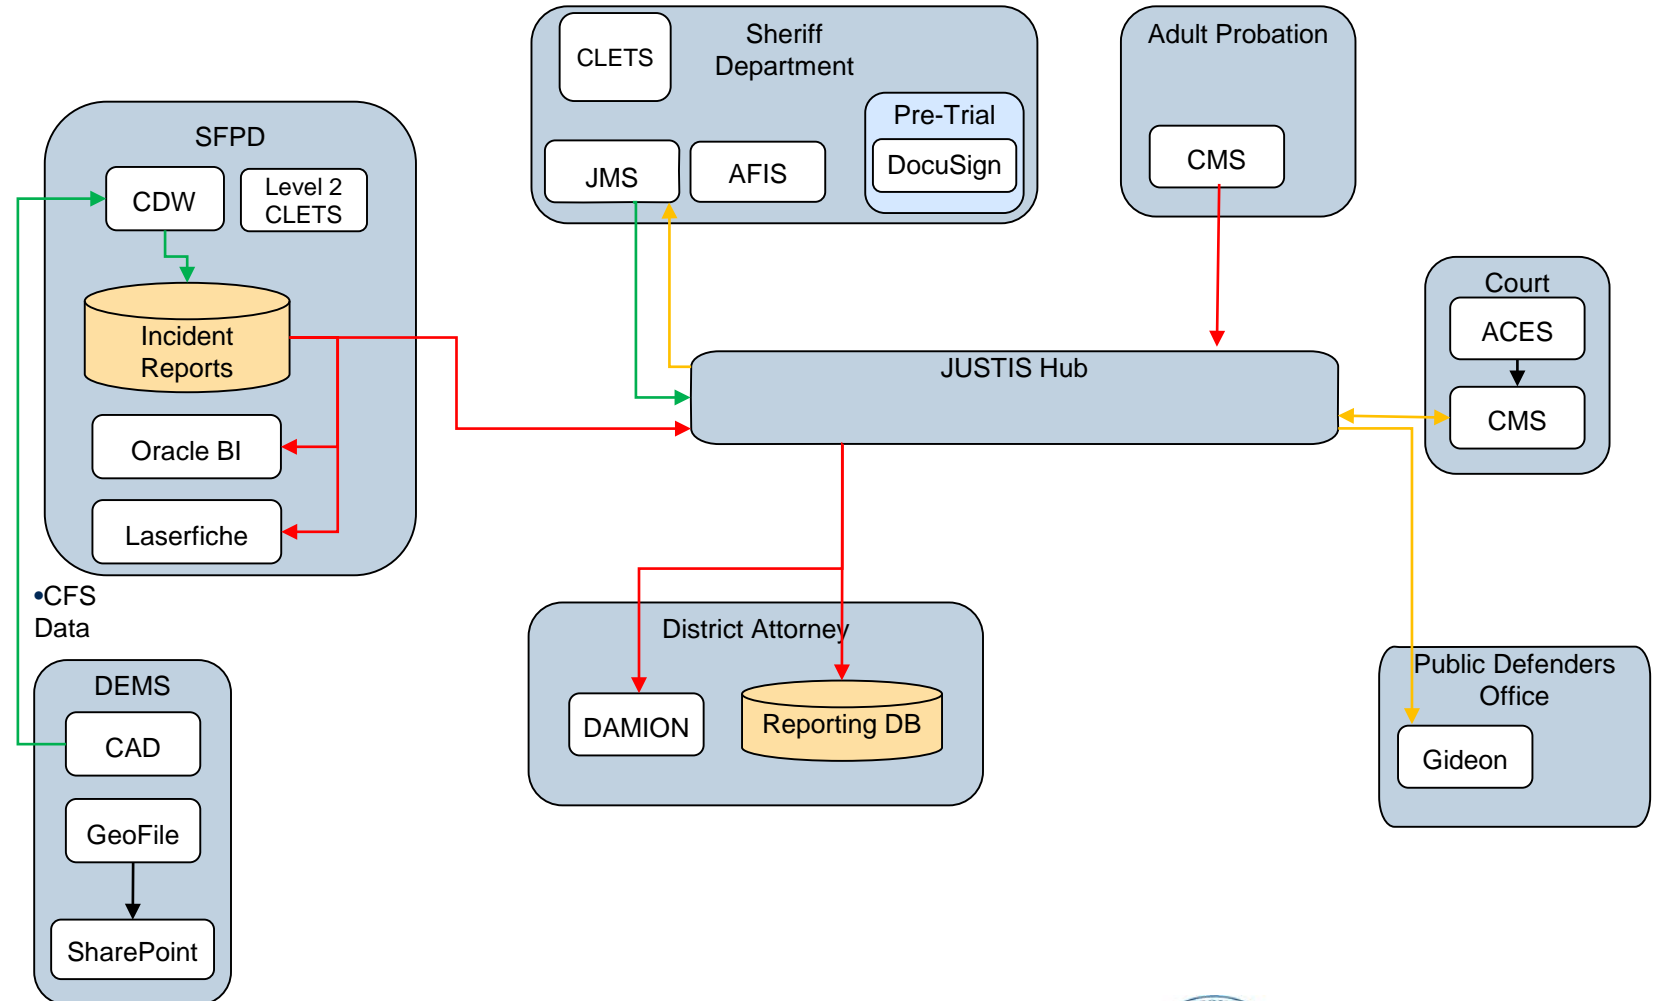 Sheriff
Department
CLETS
JMS
AFIS
Pre-Trial
DocuSign
Adult Probation
CMS
SFPD
CDW
Level 2
CLETS
Incident
Reports
Oracle BI
Laserfiche
•CFS
Data
DEMS
CAD
GeoFile
SharePoint
JUSTIS Hub
Court
ACES
CMS
District Attorney
DAMION
Reporting DB
Public Defenders
Office
Gideon